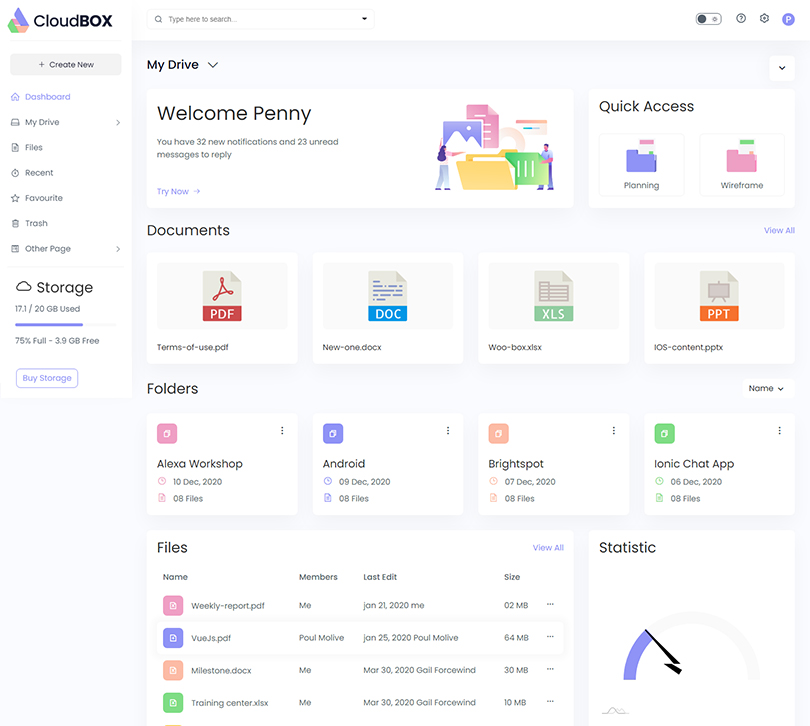 CloudBOX
Type here to search...
P
+ Create New
Dashboard
My Drive
Files
Recent
Favourite
Trash
Other Page
Storage
17.1 / 20 GB Used
75% Full - 3.9 GB Free
Buy Storage
My Drive
Welcome Penny
You have 32 new notifications and 23 unread
messages to reply
Try Now →
Quick Access
Planning
Wireframe
Documents
View All
PDF
DOC
XLS
PPT
Terms-of-use.pdf
New-one.docx
Woo-box.xlsx
IOS-content.pptx
Folders
Name
Alexa Workshop
10 Dec, 2020
08 Files
Android
09 Dec, 2020
08 Files
Brightspot
07 Dec, 2020
08 Files
Ionic Chat App
06 Dec, 2020
08 Files
Files
View All
Name Members Last Edit Size
Weekly-report.pdf Me jan 21, 2020 me 02 MB
VueJs.pdf Poul Molive jan 25, 2020 Poul Molive 64 MB
Milestone.docx Me Mar 30, 2020 Gail Forcewind 30 MB
Training center.xlsx Me Mar 30, 2020 Gail Forcewind 10 MB
Statistic